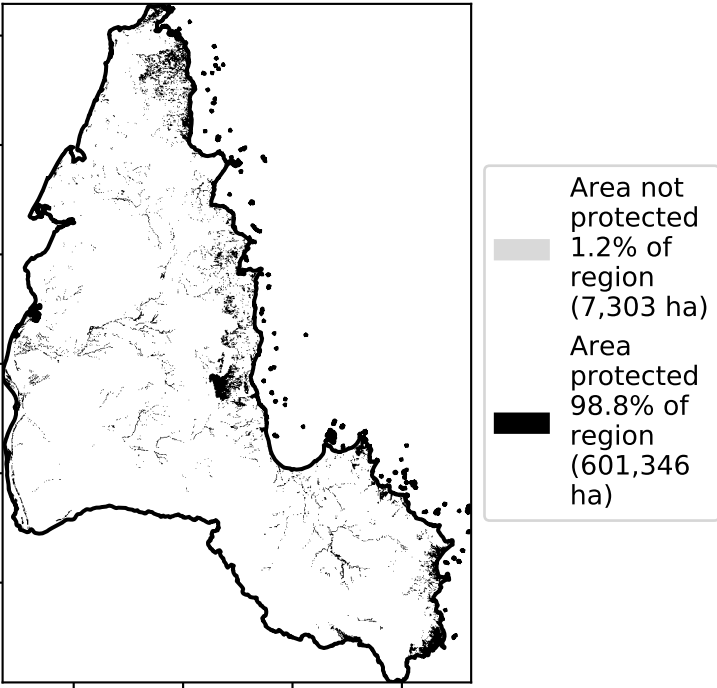 Area not
protected
1.2% of
region
(7,303 ha)
Area
protected
98.8% of
region
(601,346
ha)